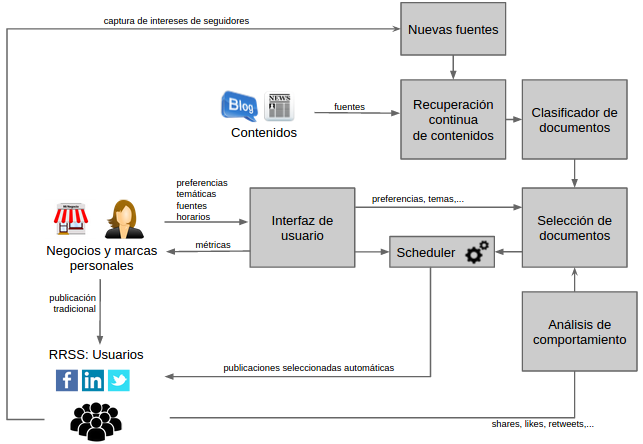 captura de intereses de seguidores
Nuevas fuentes
Blog
NEWS
fuentes
Contenidos
Recuperación
continua
de contenidos
Clasificador de
documentos
preferencias
temáticas
fuentes
horarios
Interfaz de
usuario
preferencias, temas,...
Selección de
documentos
Negocios y marcas
personales
métricas
Scheduler
publicación
tradicional
Análisis de
comportamiento
RRSS: Usuarios
publicaciones seleccionadas automáticas
f
in
shares, likes, retweets,...